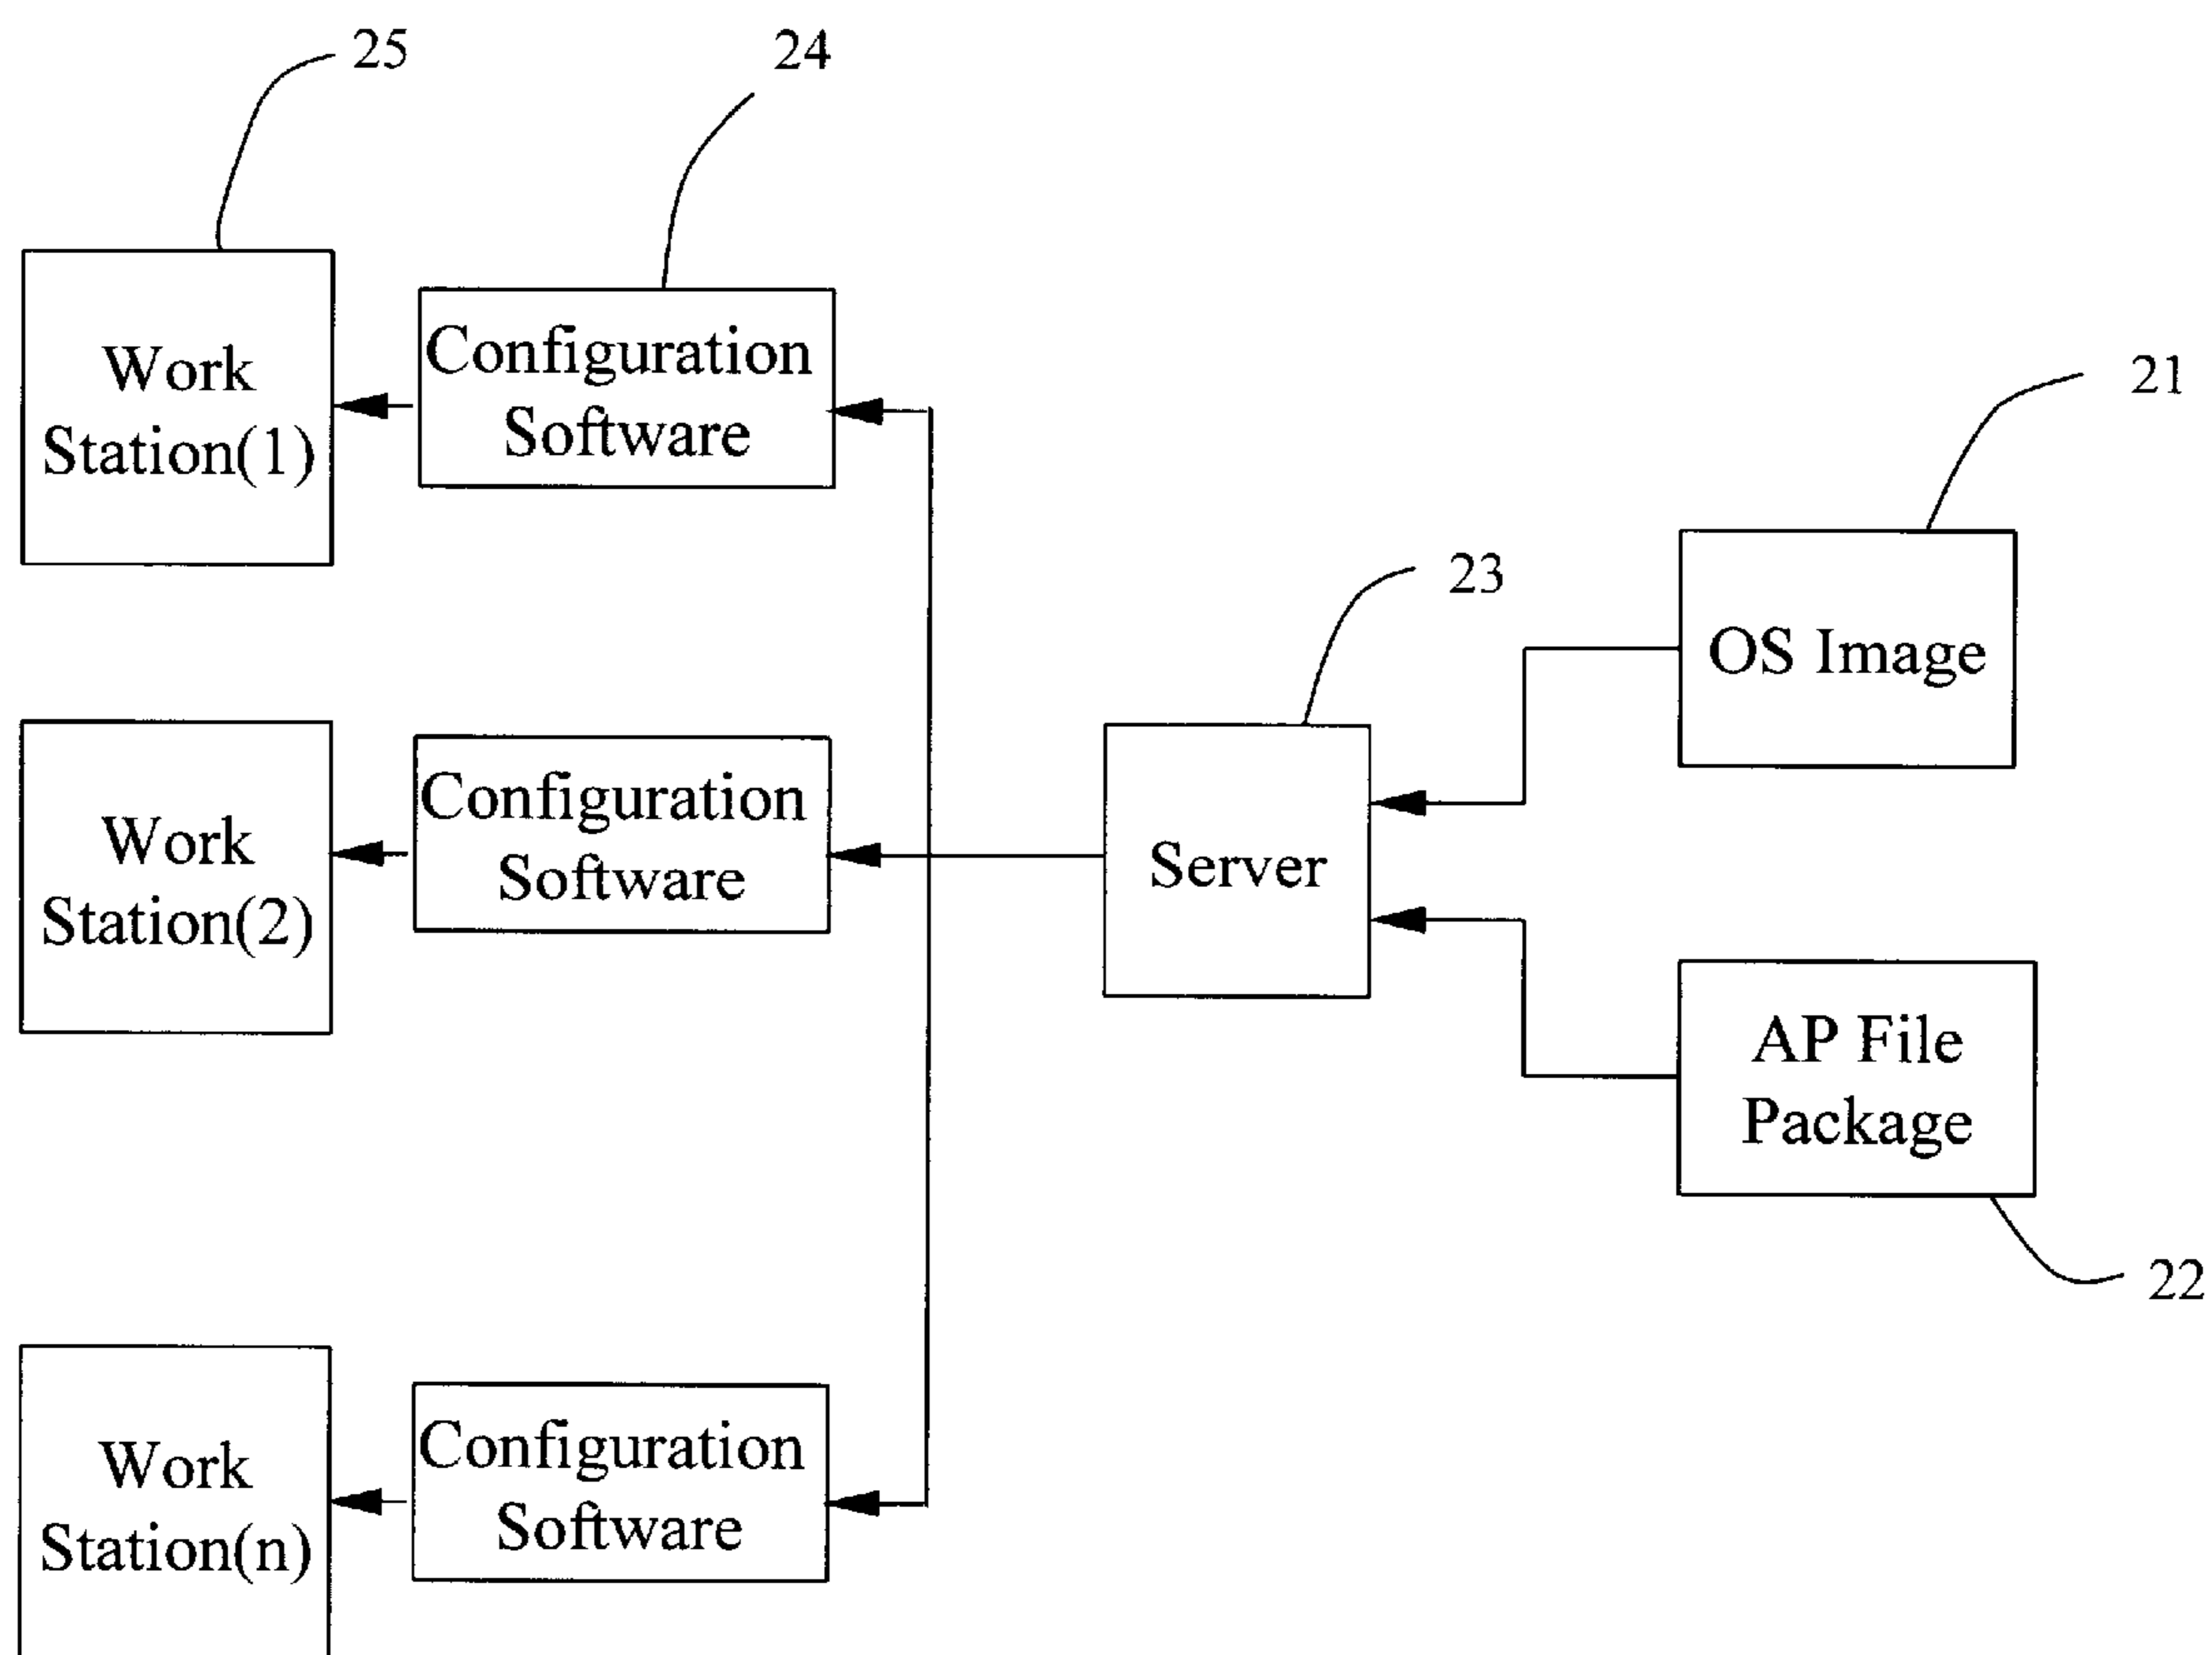 25
24
Work
Station(1)
Configuration
Software
21
OS Image
23
Work
Station(2)
Configuration
Software
Server
AP File
Package
22
Work
Station(n)
Configuration
Software